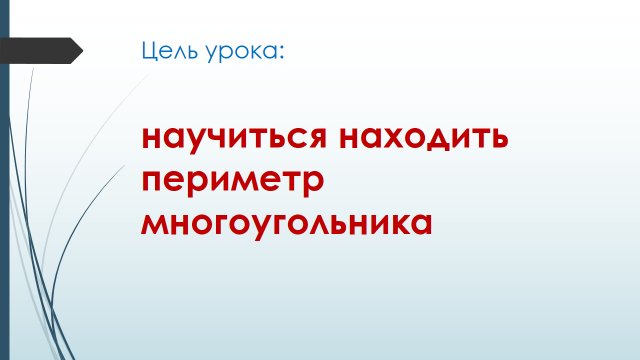 Цель урока:
научиться находить
периметр
многоугольника